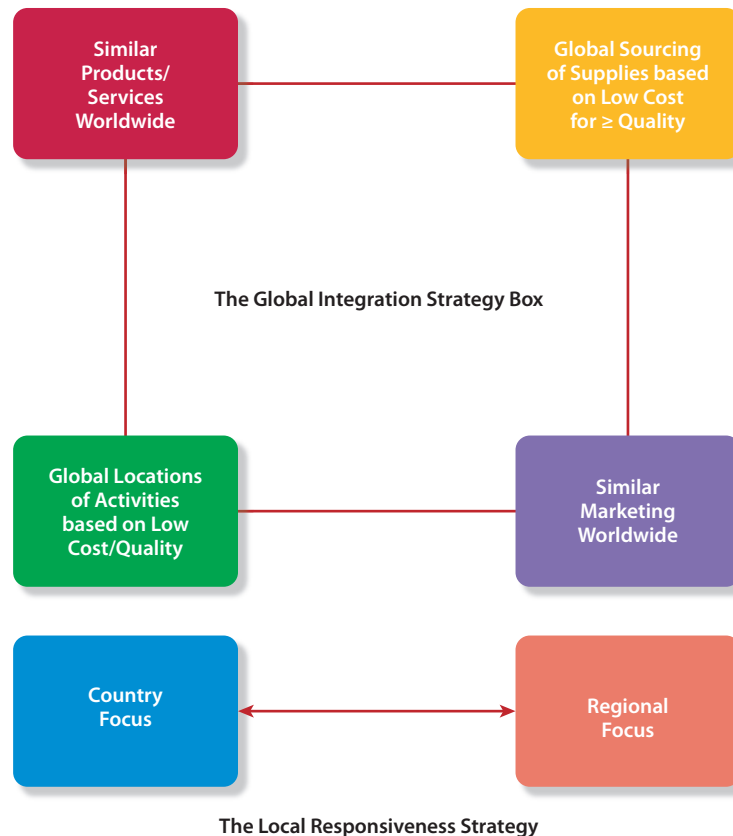 Similar
Products/
Services
Worldwide
Global Sourcing
of Supplies based
on Low Cost
for ≥ Quality
The Global Integration Strategy Box
Global Locations
of Activities
based on Low
Cost/Quality
Similar
Marketing
Worldwide
Country
Focus
Regional
Focus
The Local Responsiveness Strategy